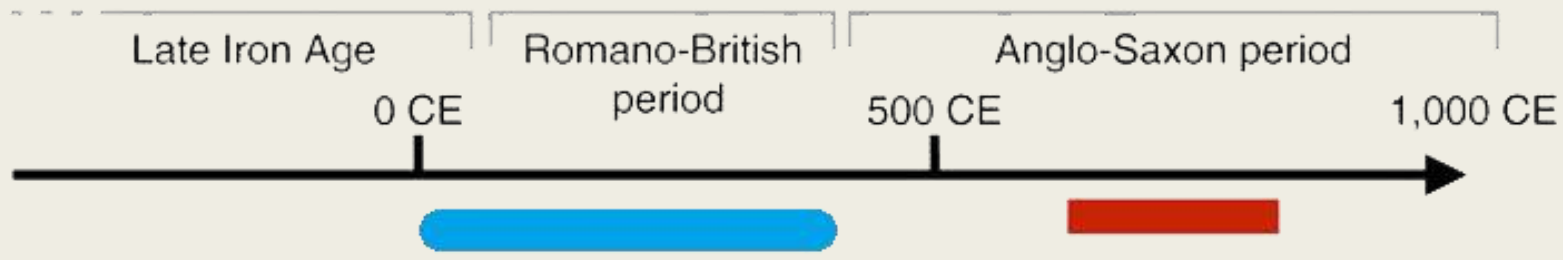 Late Iron Age
Romano-British
period
Anglo-Saxon period
0 CE
500 CE
1,000 CE